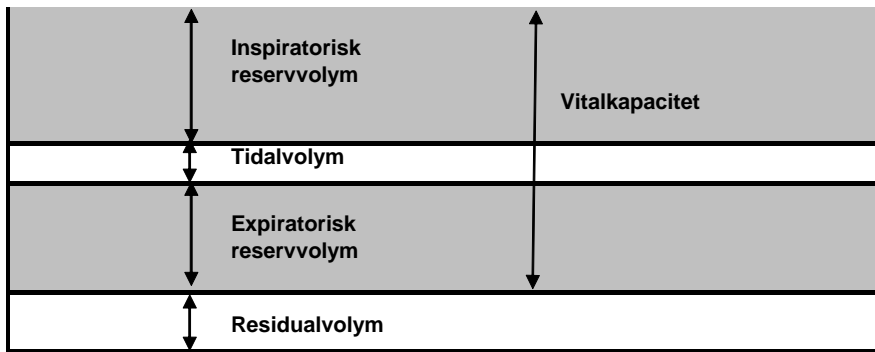 Inspiratorisk
reservvolym
Vitalkapacitet
Tidalvolym
Expiratorisk
reservvolym
Residualvolym